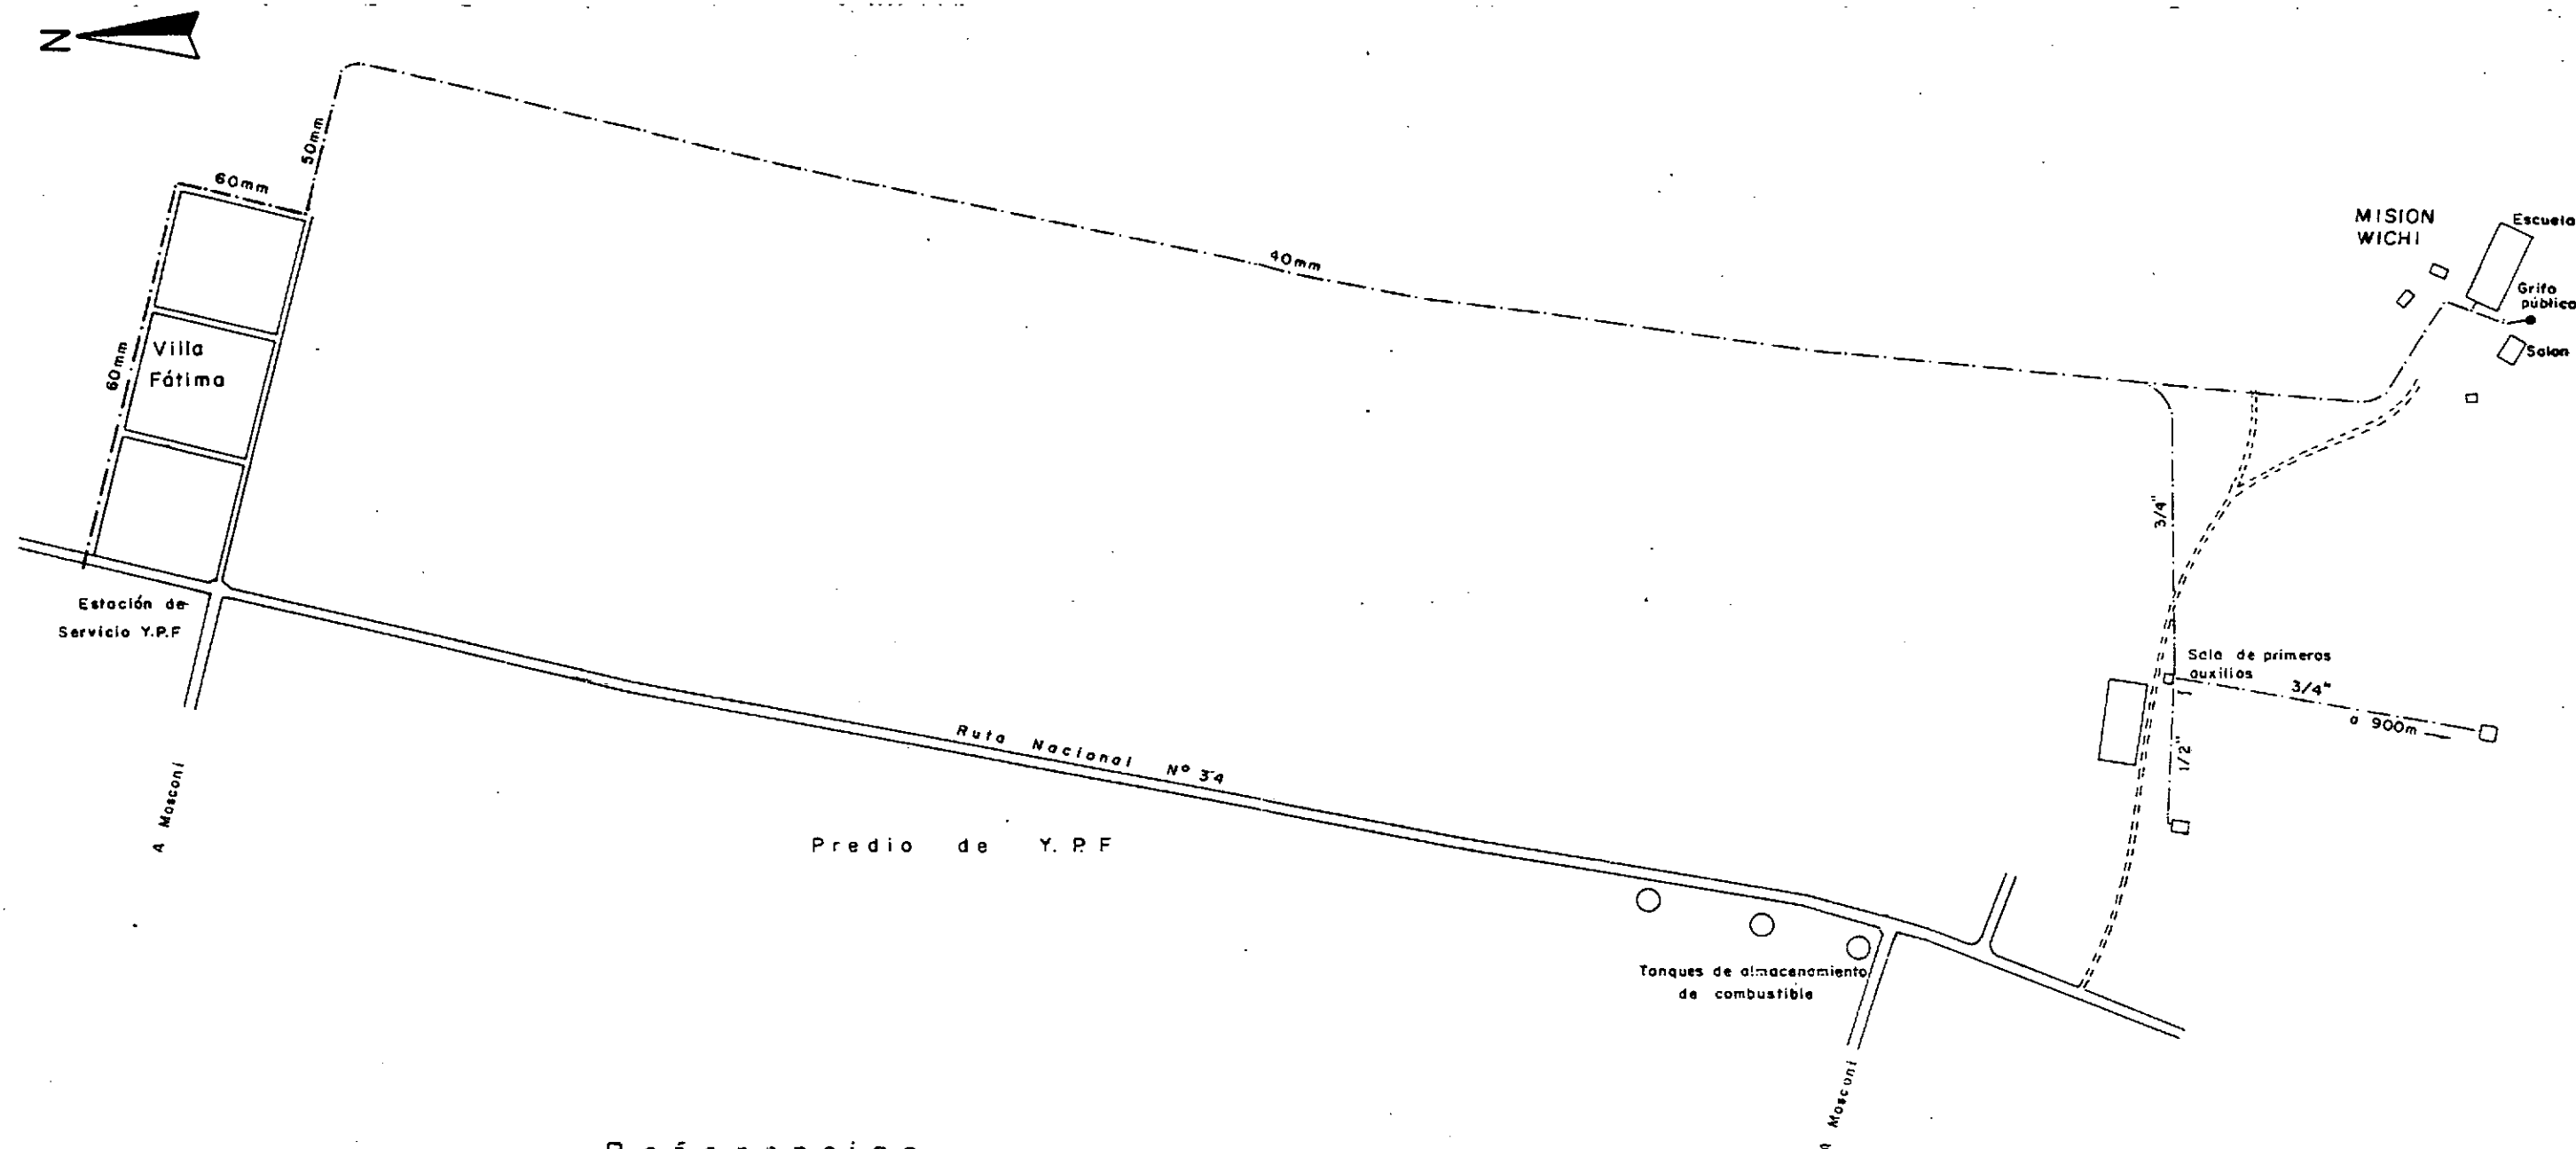 N
50mm
60mm
MISION
WICHI
Escuela
40mm
Grifo
público
Villa
Fátima
60mm
Salon
3/4"
Estación de
Servicio Y.P.F
Sala de primeros
auxilios
3/4"
a 900m
1/2"
Ruta Nacional Nº 34
A Mosconi
Predio de Y.P.F
Tanques de almacenamiento
de combustible
A Mosconi